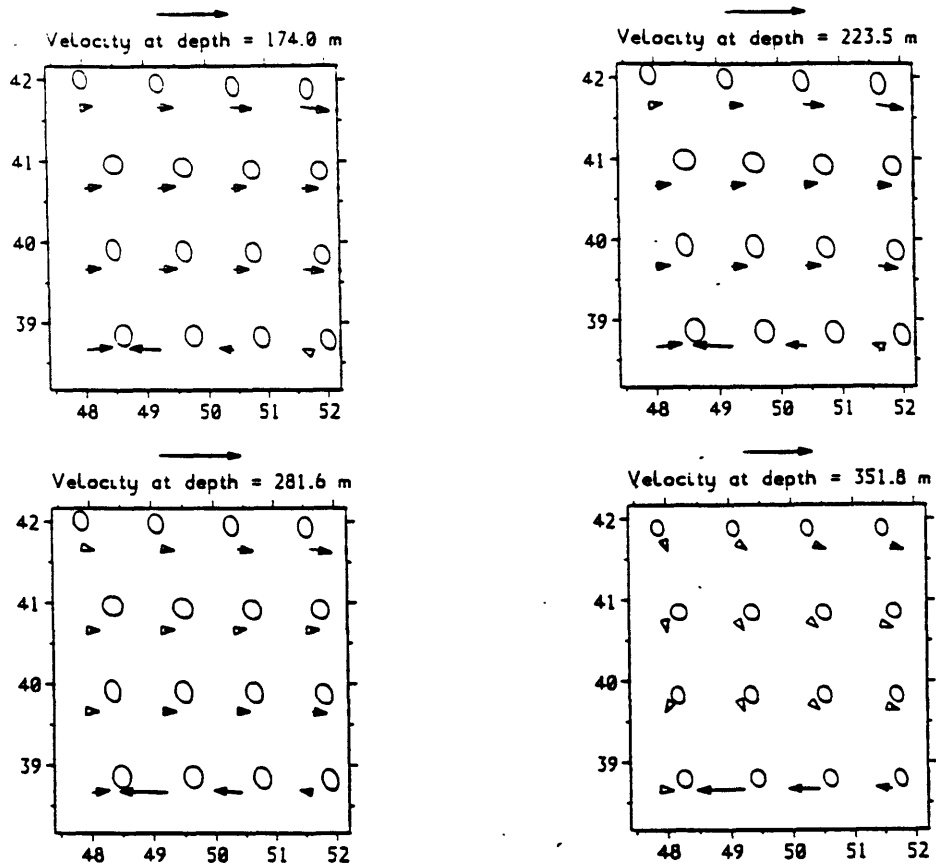 Velocity at depth = 174.0 m
42
41
40
39
48 49 50 51 52
Velocity at depth = 223.5 m
42
41
40
39
48 49 50 51 52
Velocity at depth = 281.6 m
42
41
40
39
48 49 50 51 52
Velocity at depth = 351.8 m
42
41
40
39
48 49 50 51 52